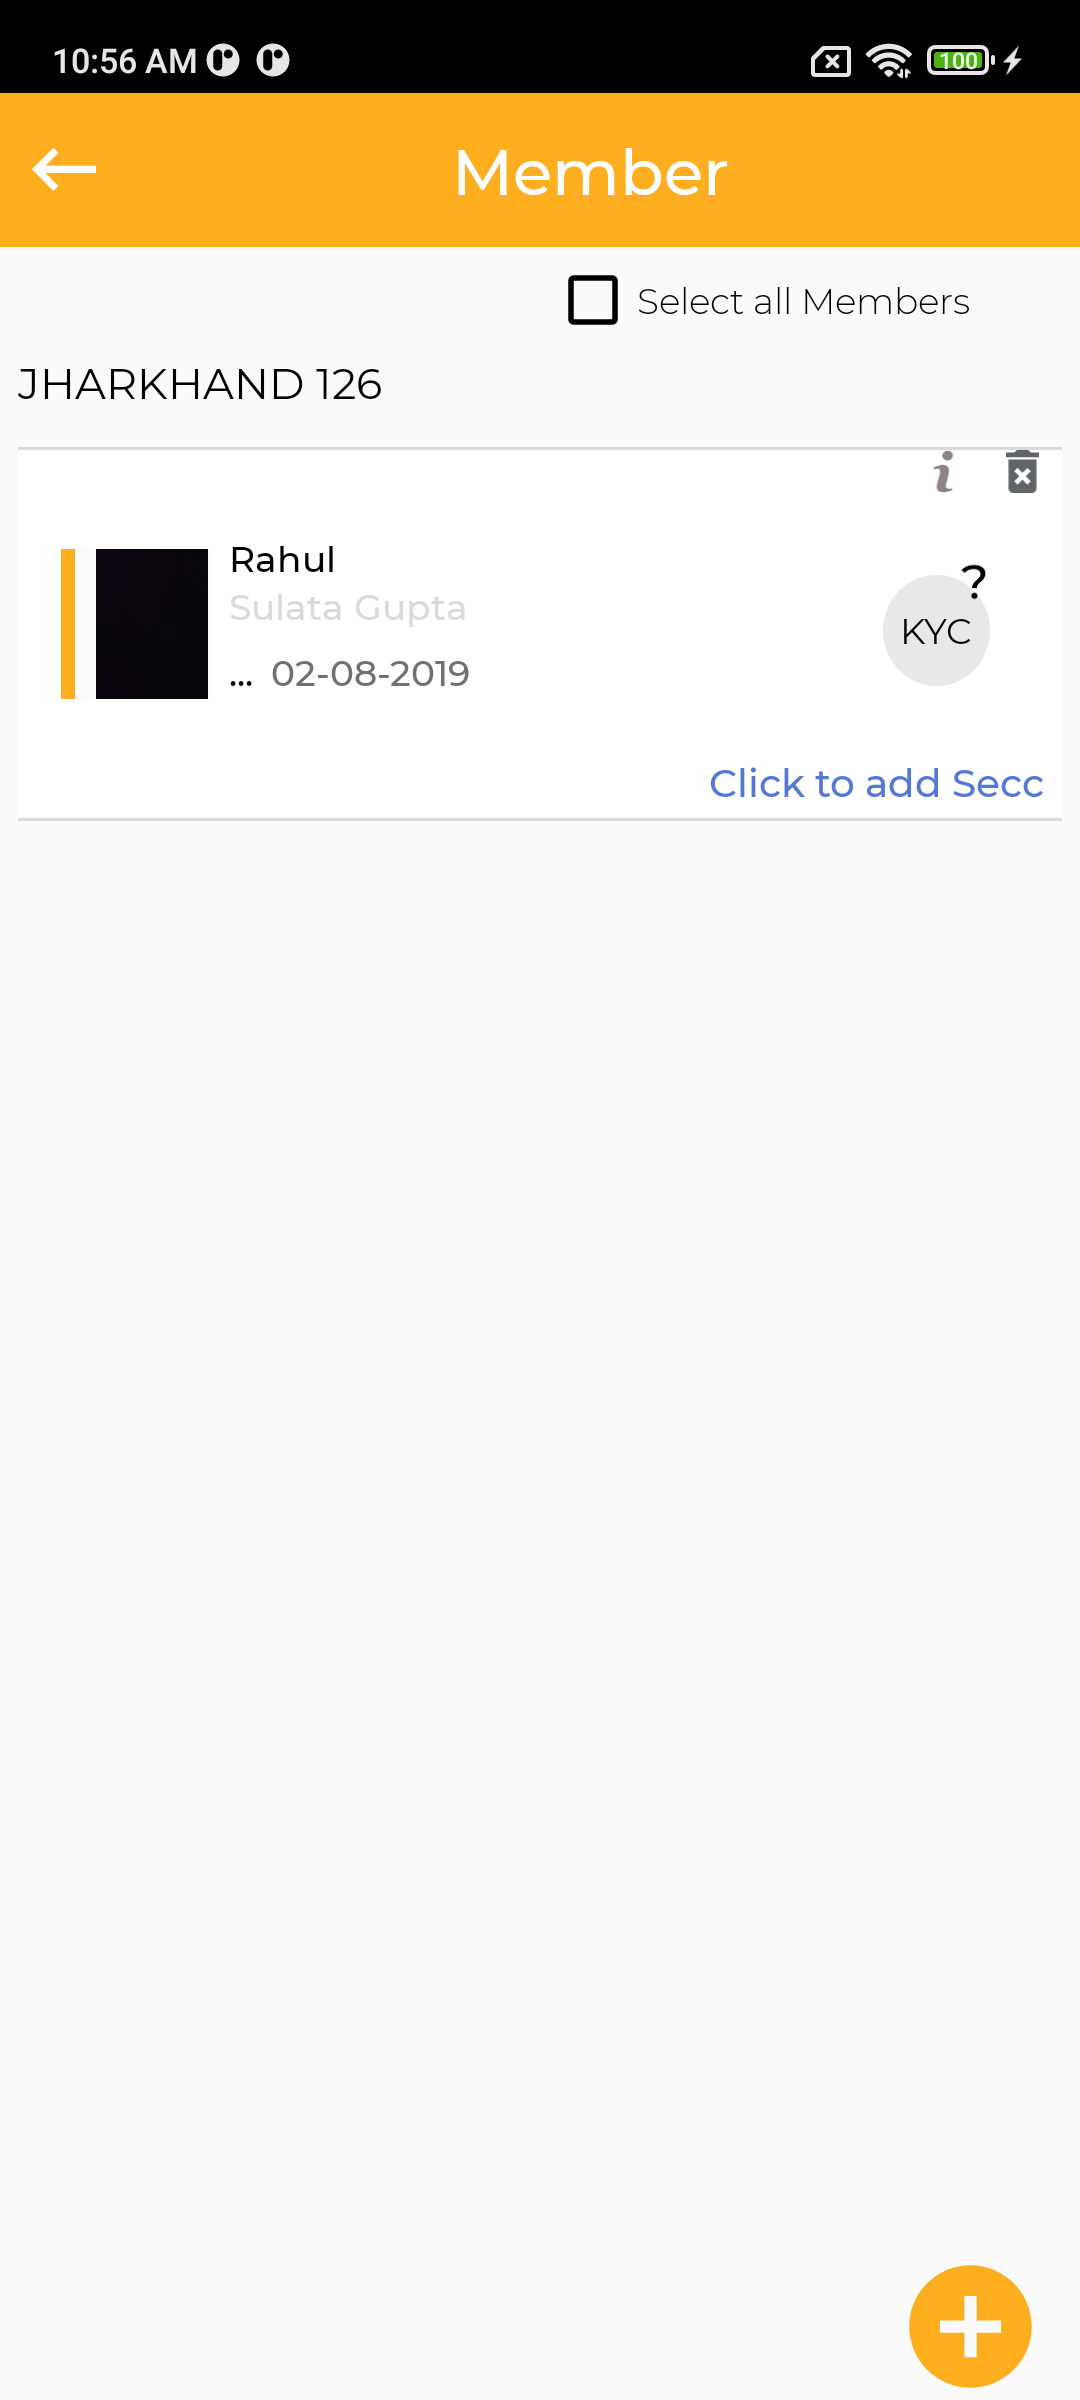 10:56 AM
100
Member
Select all Members
JHARKHAND 126
Rahul
Sulata Gupta
... 02-08-2019
?
KYC
Click to add Secc